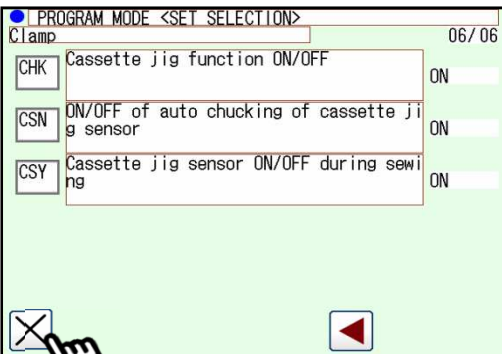 PROGRAM MODE <SET SELECTION>
Clamp 06/06
CHK Cassette jig function ON/OFF
ON
CSN ON/OFF of auto chucking of cassette ji
g sensor ON
CSY Cassette jig sensor ON/OFF during sewi
ng ON